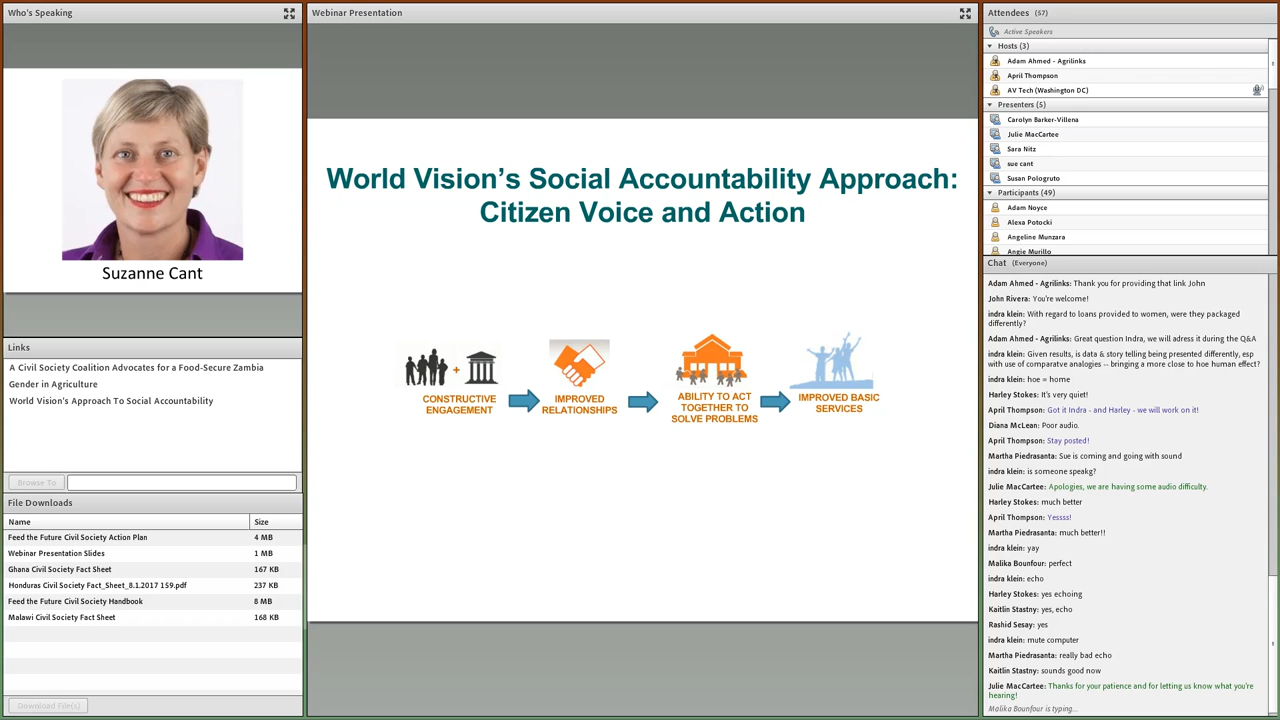 Who's Speaking
Suzanne Cant
Links
A Civil Society Coalition Advocates for a Food-Secure Zambia
Gender in Agriculture
World Vision's Approach To Social Accountability
Browse To
File Downloads
Name Size
Feed the Future Civil Society Action Plan 4 MB
Webinar Presentation Slides 1 MB
Ghana Civil Society Fact Sheet 167 KB
Honduras Civil Society Fact_Sheet_8.1.2017 159.pdf 237 KB
Feed the Future Civil Society Handbook 8 MB
Malawi Civil Society Fact Sheet 168 KB
Download File(s)
Webinar Presentation
World Vision’s Social Accountability Approach:
Citizen Voice and Action
CONSTRUCTIVE
ENGAGEMENT
IMPROVED
RELATIONSHIPS
ABILITY TO ACT
TOGETHER TO
SOLVE PROBLEMS
IMPROVED BASIC
SERVICES
Attendees (57)
Active Speakers
Hosts (3)
Adam Ahmed - Agrilinks
April Thompson
AV Tech (Washington DC)
Presenters (5)
Carolyn Barker-Villena
Julie MacCartee
Sara Nitz
sue cant
Susan Pologruto
Participants (49)
Adam Noyce
Alexa Potocki
Angeline Munzara
Angie Murillo
Chat (Everyone)
Adam Ahmed - Agrilinks: Thank you for providing that link John
John Rivera: You're welcome!
indra klein: With regard to loans provided to women, were they packaged
differently?
Adam Ahmed - Agrilinks: Great question Indra, we will adress it during the Q&A
indra klein: Given results, is data & story telling being presented differently, esp
with use of comparatve analogies -- bringing a more close to hoe human effect?
indra klein: hoe = home
Harley Stokes: It's very quiet!
April Thompson: Got it Indra - and Harley - we will work on it!
Diana McLean: Poor audio.
April Thompson: Stay posted!
Martha Piedrasanta: Sue is coming and going with sound
indra klein: is someone speakg?
Julie MacCartee: Apologies, we are having some audio difficulty.
Harley Stokes: much better
April Thompson: Yessss!
Martha Piedrasanta: much better!!
indra klein: yay
Malika Bounfour: perfect
indra klein: echo
Harley Stokes: yes echoing
Kaitlin Stastny: yes, echo
Rashid Sesay: yes
indra klein: mute computer
Martha Piedrasanta: really bad echo
Kaitlin Stastny: sounds good now
Julie MacCartee: Thanks for your patience and for letting us know what you're
hearing!
Malika Bounfour is typing...